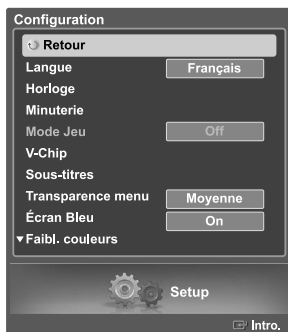 Configuration
Retour
Langue Français
Horloge
Minuterie
Mode Jeu Off
V-Chip
Sous-titres
Transparence menu Moyenne
Écran Bleu On
▼Faibl. couleurs
Setup
Intro.